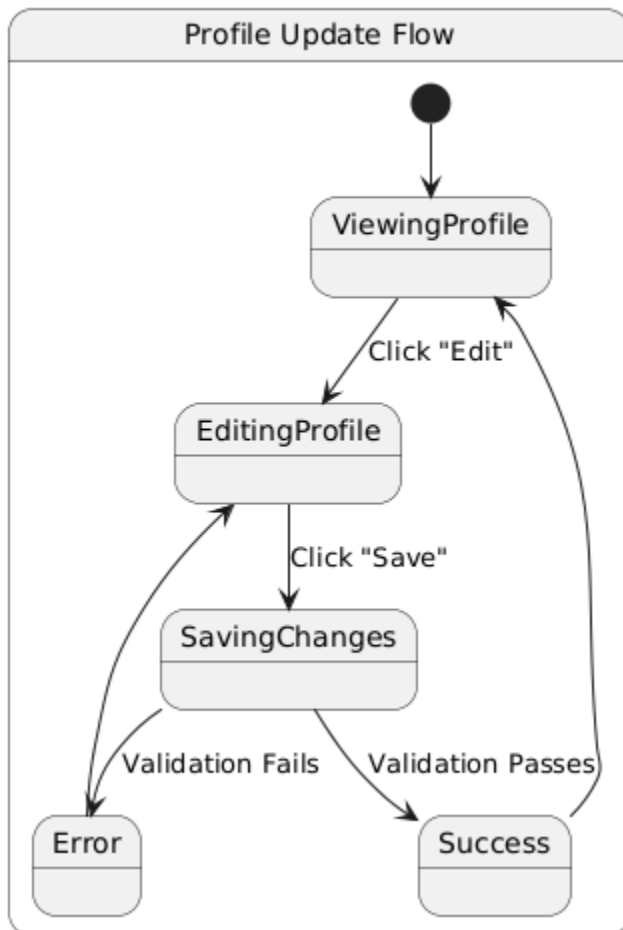 Profile Update Flow
ViewingProfile
Click "Edit"
EditingProfile
Click "Save"
SavingChanges
Validation Fails
Validation Passes
Error
Success